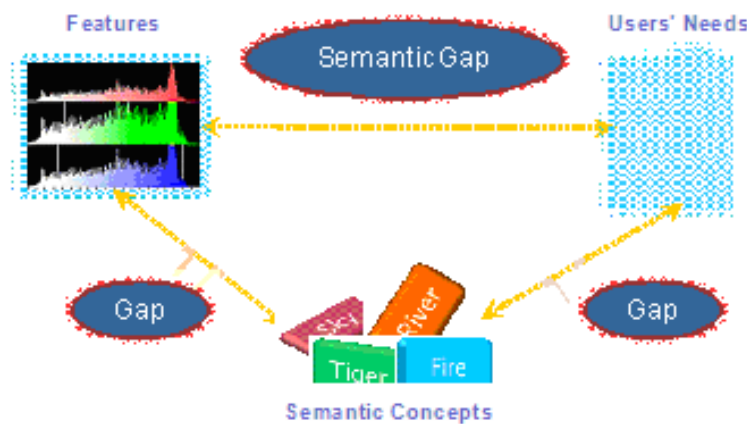 Features
Users' Needs
Semantic Gap
Gap
Gap
Sky
River
Tiger
Fire
Semantic Concepts